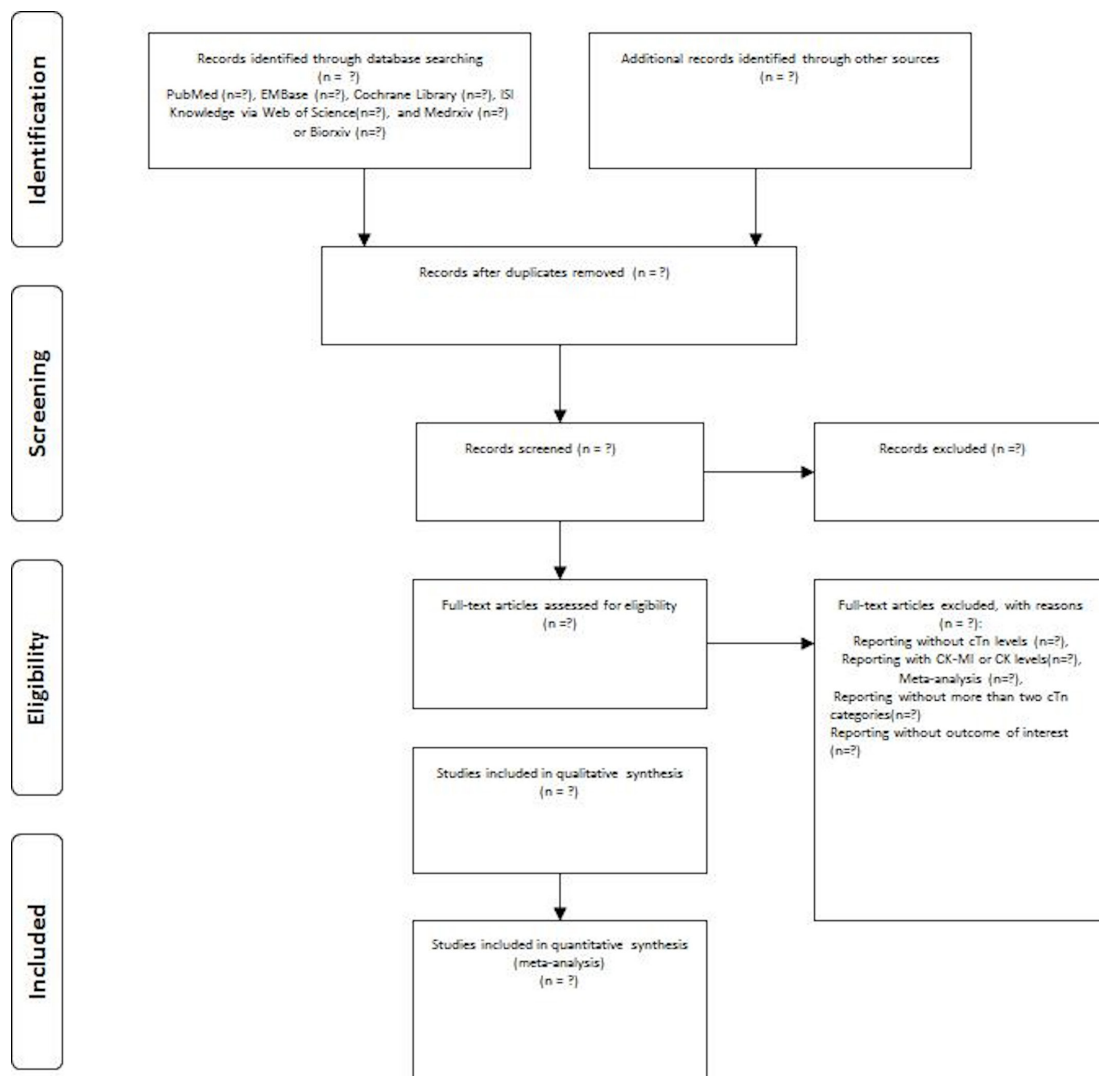 Identification
Records identified through database searching
(n = ?)
PubMed (n=?), EMBase (n=?), Cochrane Library (n=?), ISI
Knowledge via Web of Science(n=?), and Medrxiv (n=?)
or Biorxiv (n=?)
Additional records identified through other sources
(n = ?)
Records after duplicates removed (n = ?)
Screening
Records screened (n = ?)
Records excluded (n =?)
Eligibility
Full-text articles assessed for eligibility
(n =?)
Full-text articles excluded, with reasons
(n = ?):
Reporting without cTn levels (n=?),
Reporting with CK-MI or CK levels(n=?),
Meta-analysis (n=?),
Reporting without more than two cTn
categories(n=?)
Reporting without outcome of interest
(n=?)
Studies included in qualitative synthesis
(n = ?)
Included
Studies included in quantitative synthesis
(meta-analysis)
(n = ?)